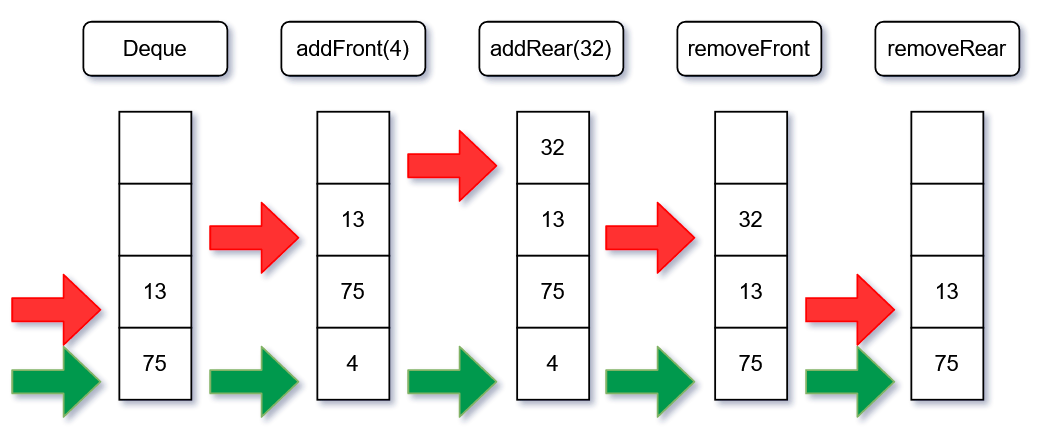 Deque
addFront(4)
addRear(32)
removeFront
removeRear
13
75
13
75
4
32
13
75
4
32
13
75
13
75